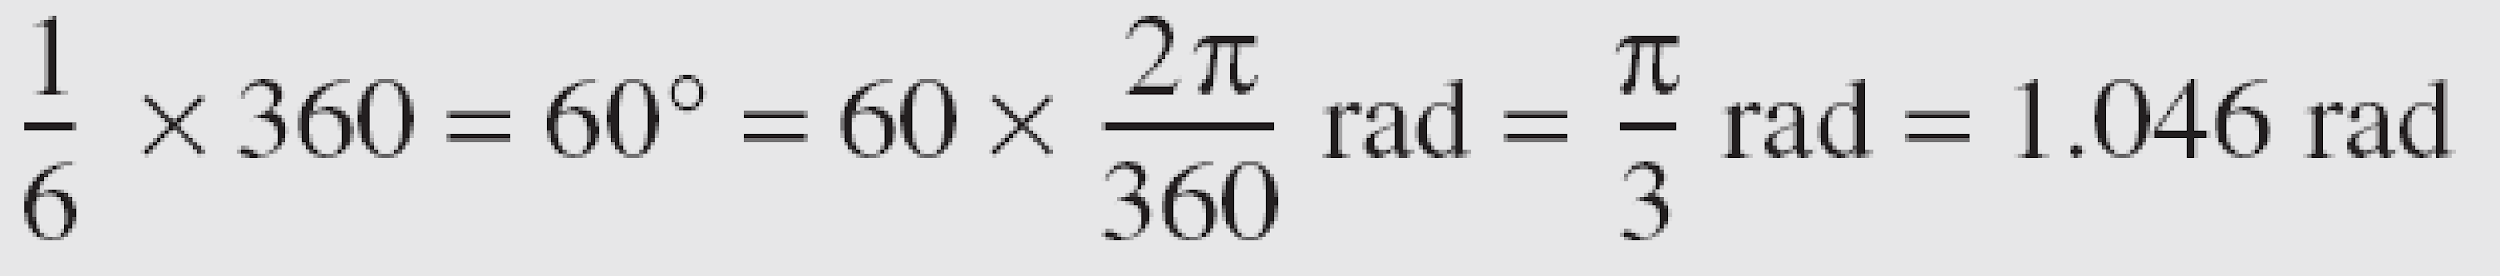 1/6 × 360 = 60° = 60 × 2π/360 rad = π/3 rad = 1.046 rad